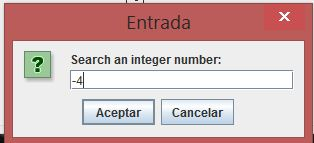 Entrada
?
Search an integer number:
-4
Aceptar Cancelar